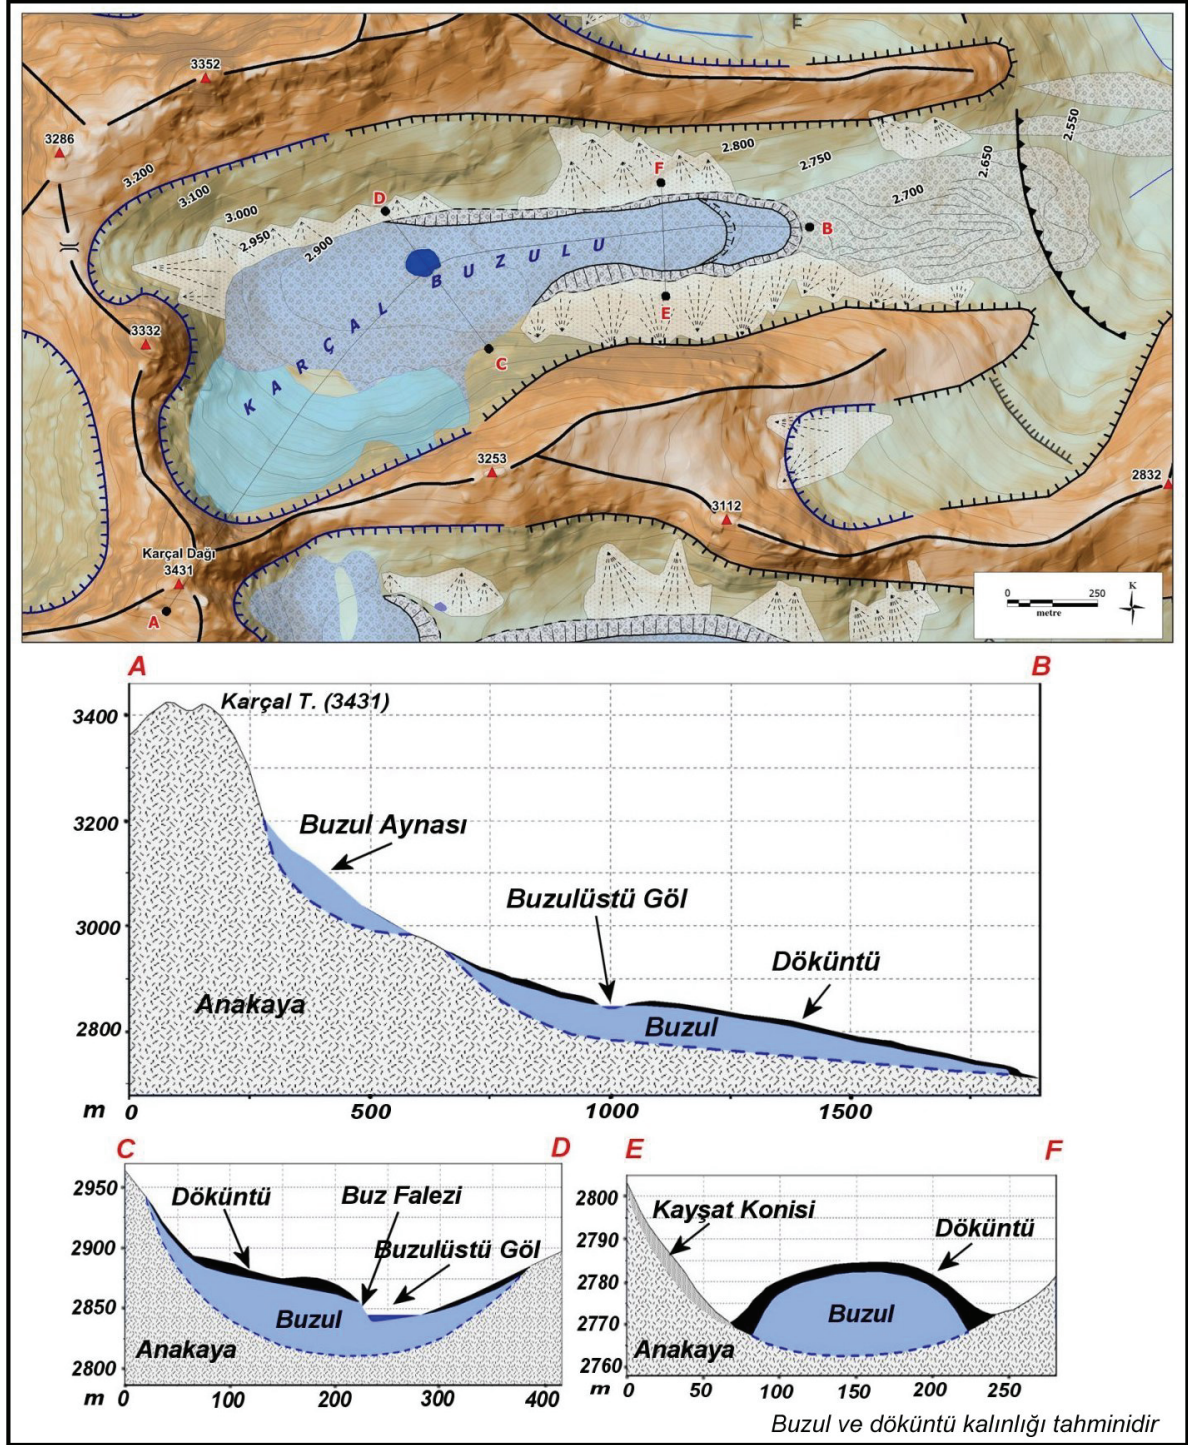 3352
3286
3.200
3.100
3.000
2.950
2.900
D
F
2.800
2.750
2.700
2.650
2.550
B
E
C
KARÇAL BUZULU
3332
3253
3112
2832
Karçal Dağı
3431
A
0 250
metre
K
A B
Karçal T. (3431)
3400
Buzul Aynası
3200
Buzulüstü Göl
3000
Döküntü
Anakaya
Buzul
2800
m 0 500 1000 1500
C D
2950
Döküntü
Buz Falezi
2900
Buzulüstü Göl
2850
Buzul
Anakaya
2800
m 0 100 200 300 400
E F
2800
Kayşat Konisi
2790
Döküntü
2780
Buzul
2770
Anakaya
2760
m 0 50 100 150 200 250
Buzul ve döküntü kalınlığı tahminidir